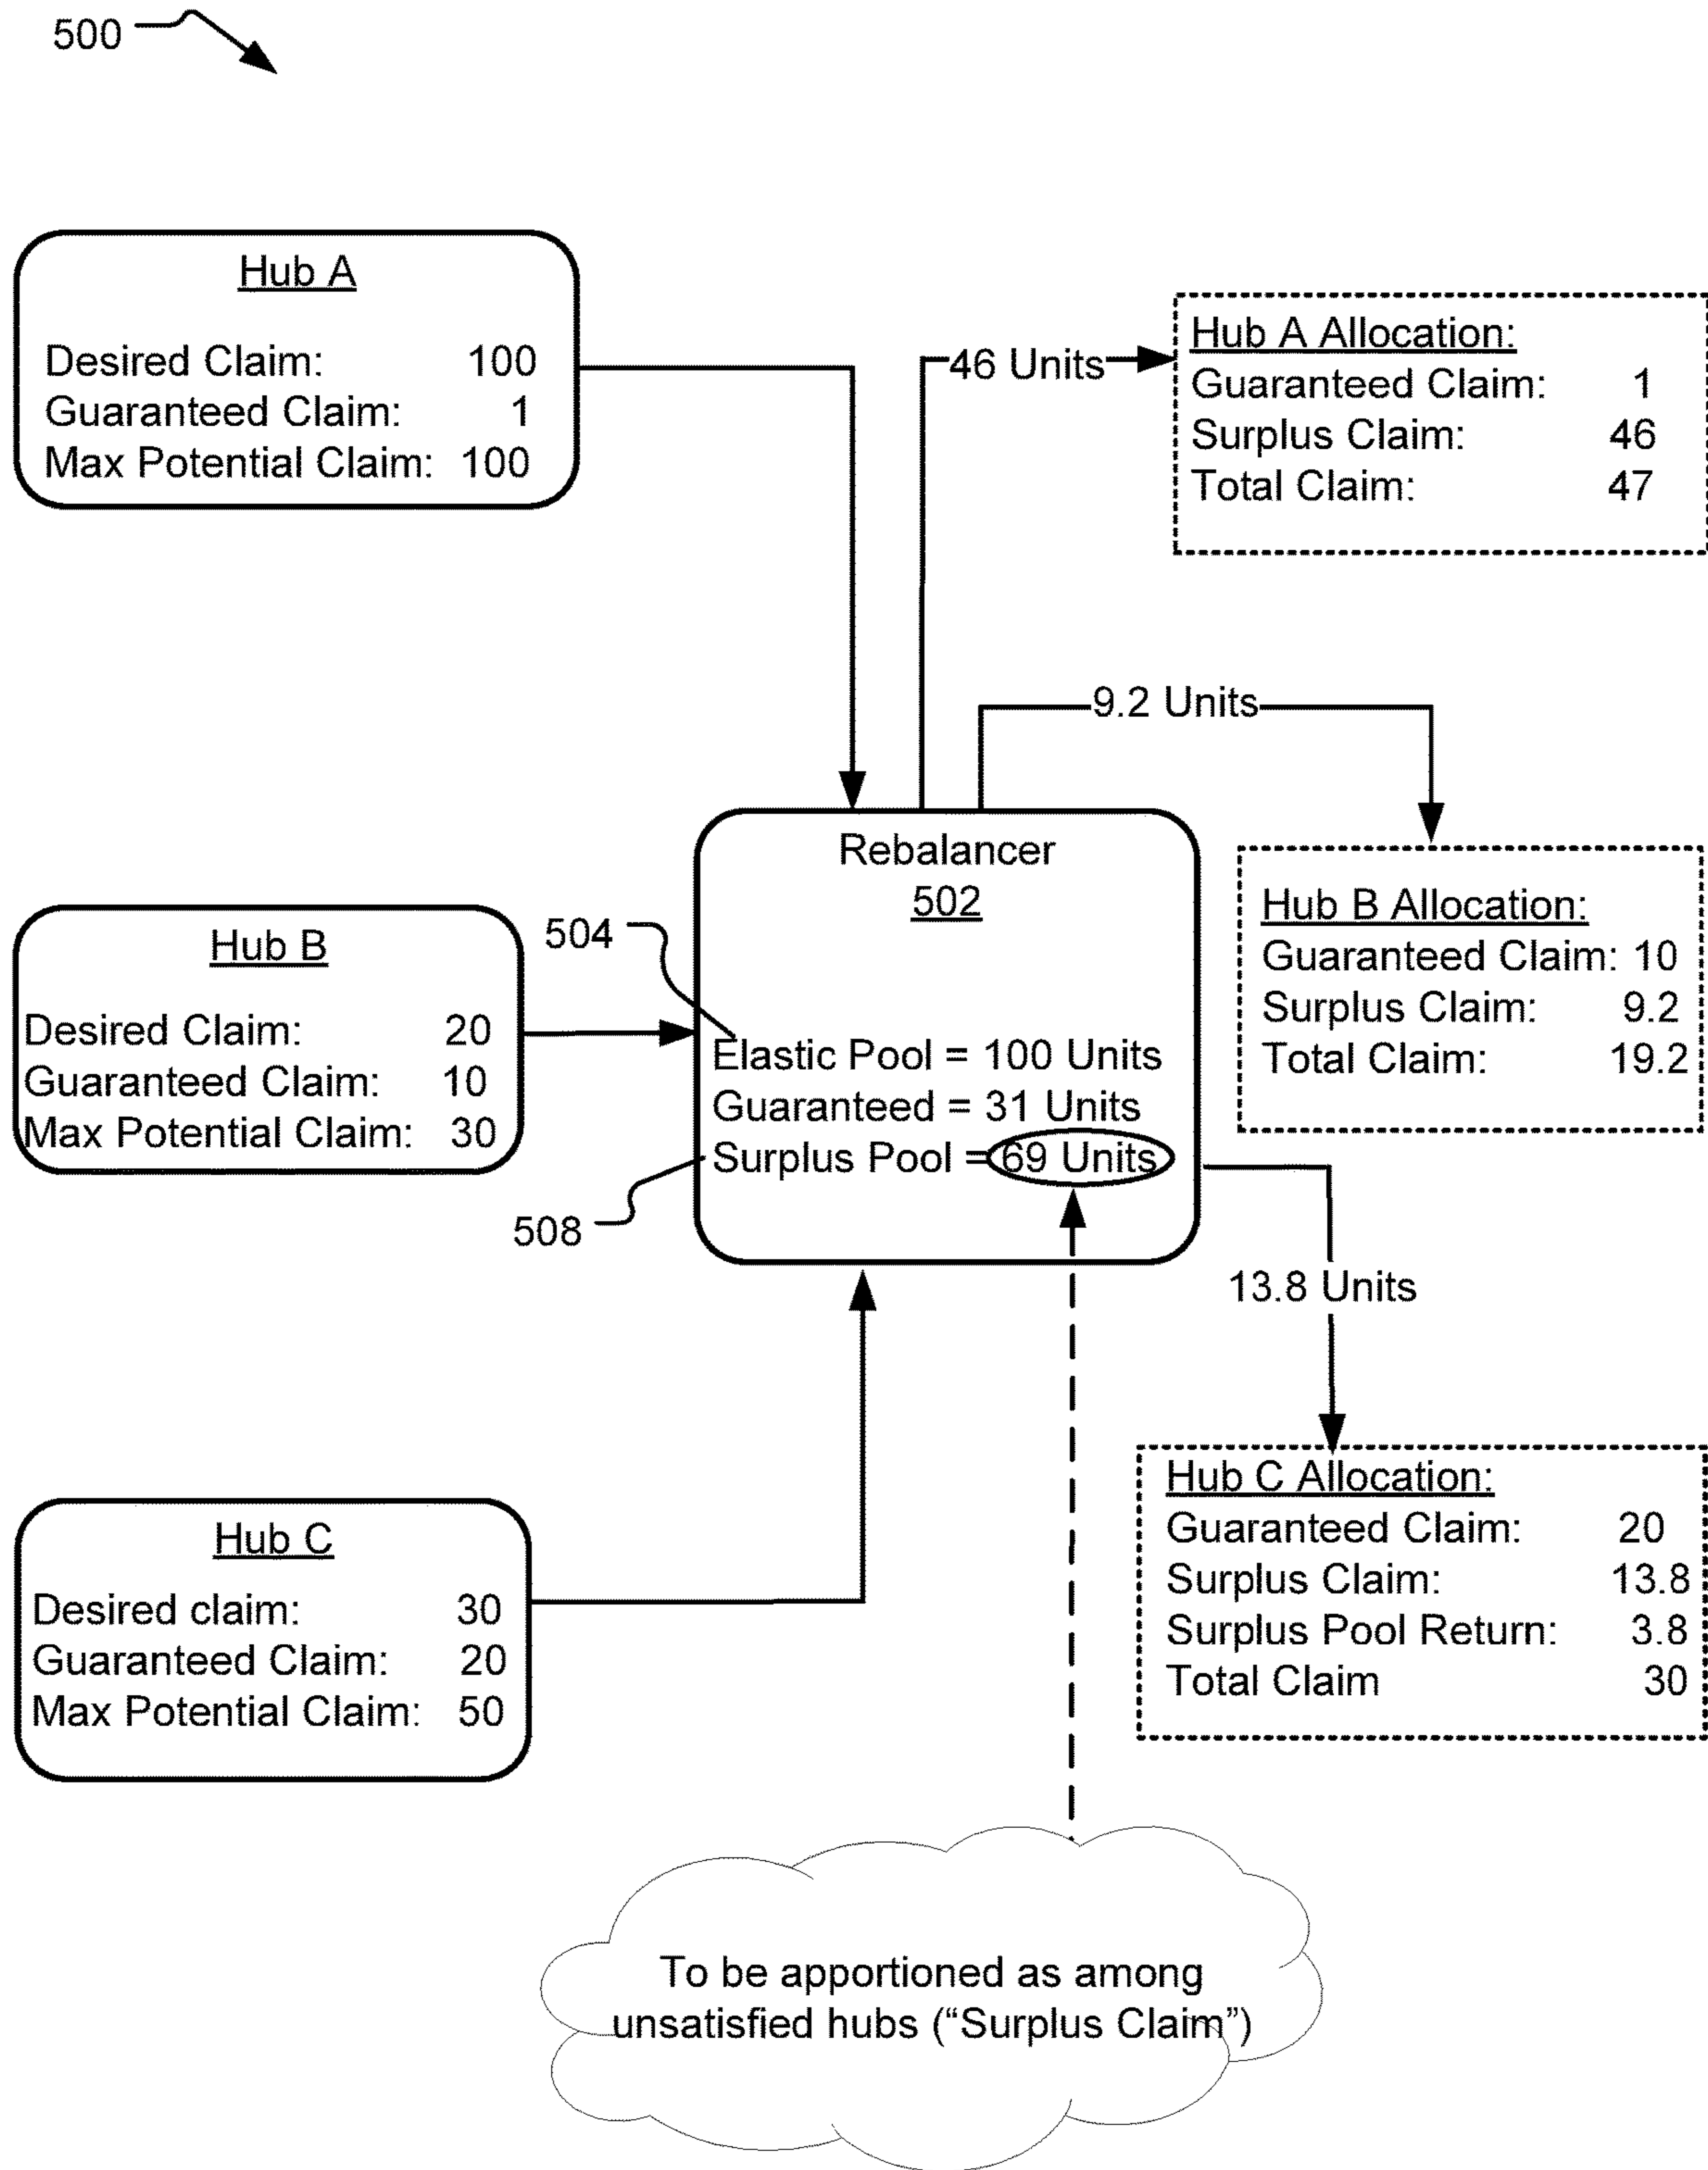 500
Hub A
Desired Claim: 100
Guaranteed Claim: 1
Max Potential Claim: 100
46 Units
Hub A Allocation:
Guaranteed Claim: 1
Surplus Claim: 46
Total Claim: 47
9.2 Units
Hub B
Desired Claim: 20
Guaranteed Claim: 10
Max Potential Claim: 30
504
508
Rebalancer
502
Elastic Pool = 100 Units
Guaranteed = 31 Units
Surplus Pool = 69 Units
Hub B Allocation:
Guaranteed Claim: 10
Surplus Claim: 9.2
Total Claim: 19.2
13.8 Units
Hub C
Desired claim: 30
Guaranteed Claim: 20
Max Potential Claim: 50
Hub C Allocation:
Guaranteed Claim: 20
Surplus Claim: 13.8
Surplus Pool Return: 3.8
Total Claim 30
To be apportioned as among
unsatisfied hubs (“Surplus Claim”)